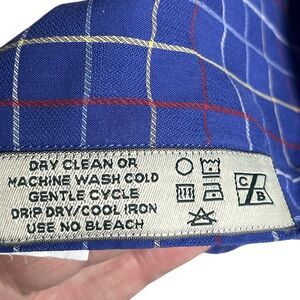 DRY CLEAN OR
MACHINE WASH COLD
GENTLE CYCLE
DRIP DRY/COOL IRON
USE NO BLEACH
C/B